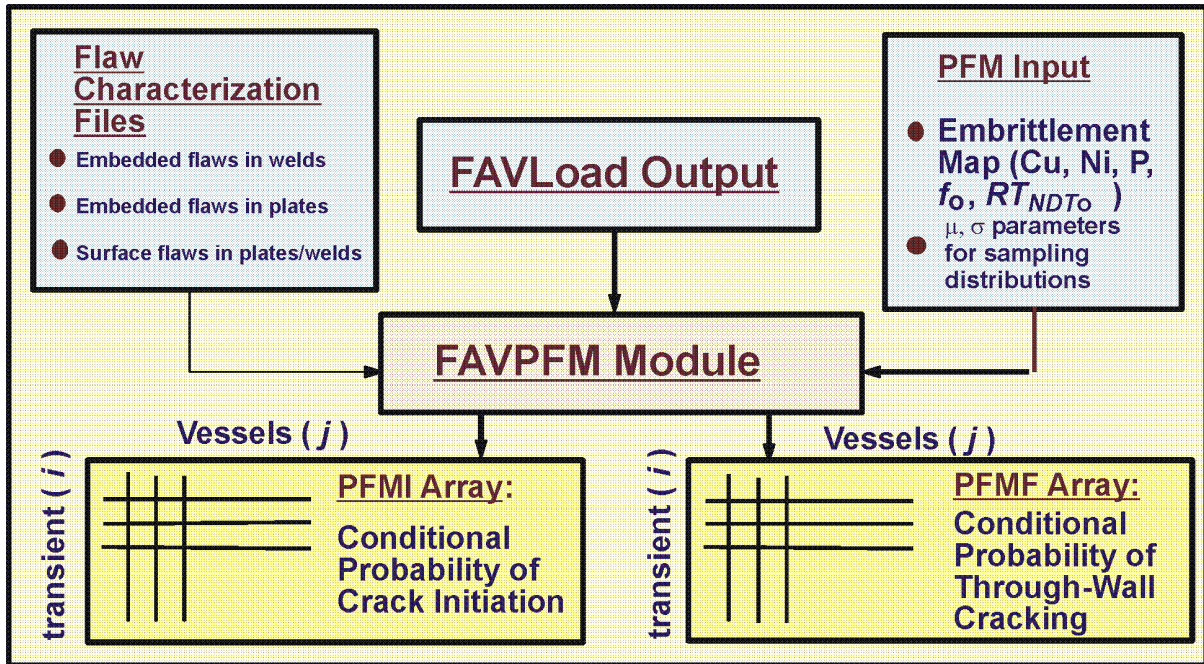 Flaw
Characterization
Files
Embedded flaws in welds
Embedded flaws in plates
Surface flaws in plates/welds
FAVLoad Output
PFM Input
Embrittlement
Map (Cu, Ni, P,
fo, RTNDTo )
μ, σ parameters
for sampling
distributions
FAVPFM Module
Vessels ( j )
transient ( i )
PFMI Array:
Conditional
Probability of
Crack Initiation
Vessels ( j )
transient ( i )
PFMF Array:
Conditional
Probability of
Through-Wall
Cracking